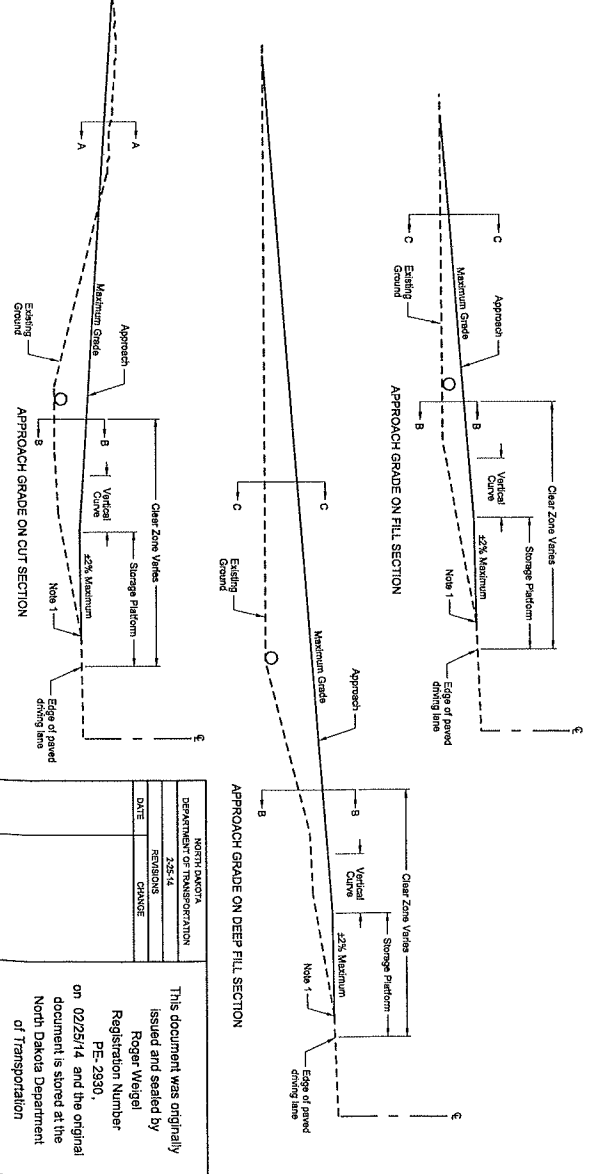 ℄
Clear Zone Varies
Storage Platform
Vertical
Curve
±2% Maximum
Note 1
Edge of paved
driving lane
C
C
B
B
Approach
Maximum Grade
Existing
Ground
APPROACH GRADE ON FILL SECTION
℄
Clear Zone Varies
Storage Platform
Vertical
Curve
±2% Maximum
Note 1
Edge of paved
driving lane
C
C
B
B
Approach
Maximum Grade
Existing
Ground
APPROACH GRADE ON DEEP FILL SECTION
℄
Clear Zone Varies
Storage Platform
Vertical
Curve
±2% Maximum
Note 1
Edge of paved
driving lane
A
A
B
B
Approach
Maximum Grade
Existing
Ground
APPROACH GRADE ON CUT SECTION
NORTH DAKOTA
DEPARTMENT OF TRANSPORTATION
2-25-14
REVISIONS
DATE CHANGE
This document was originally
issued and sealed by
Roger Weigel
Registration Number
PE- 2930 ,
on 02/25/14 and the original
document is stored at the
North Dakota Department
of Transportation